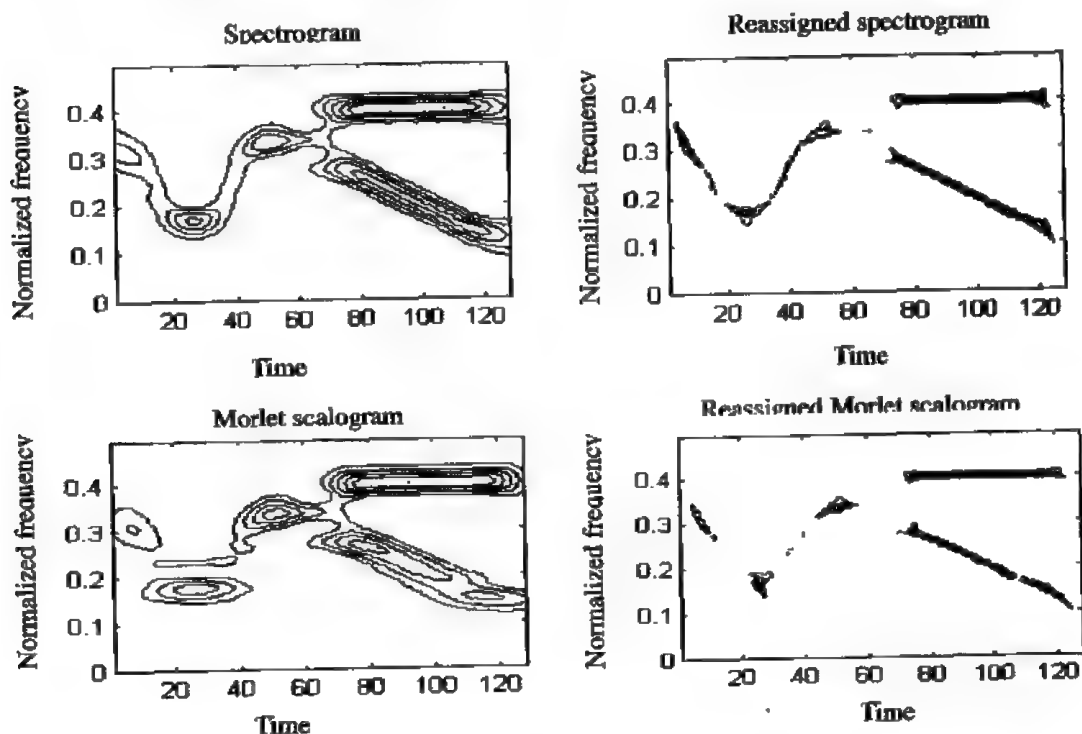 Spectrogram
Normalized frequency
0.4
0.3
0.2
0.1
0
20 40 60 80 100 120
Time
Reassigned spectrogram
Normalized frequency
0.4
0.3
0.2
0.1
0
20 40 60 80 100 120
Time
Morlet scalogram
Normalized frequency
0.4
0.3
0.2
0.1
0
20 40 60 80 100 120
Time
Reassigned Morlet scalogram
Normalized frequency
0.4
0.3
0.2
0.1
0
20 40 60 80 100 120
Time